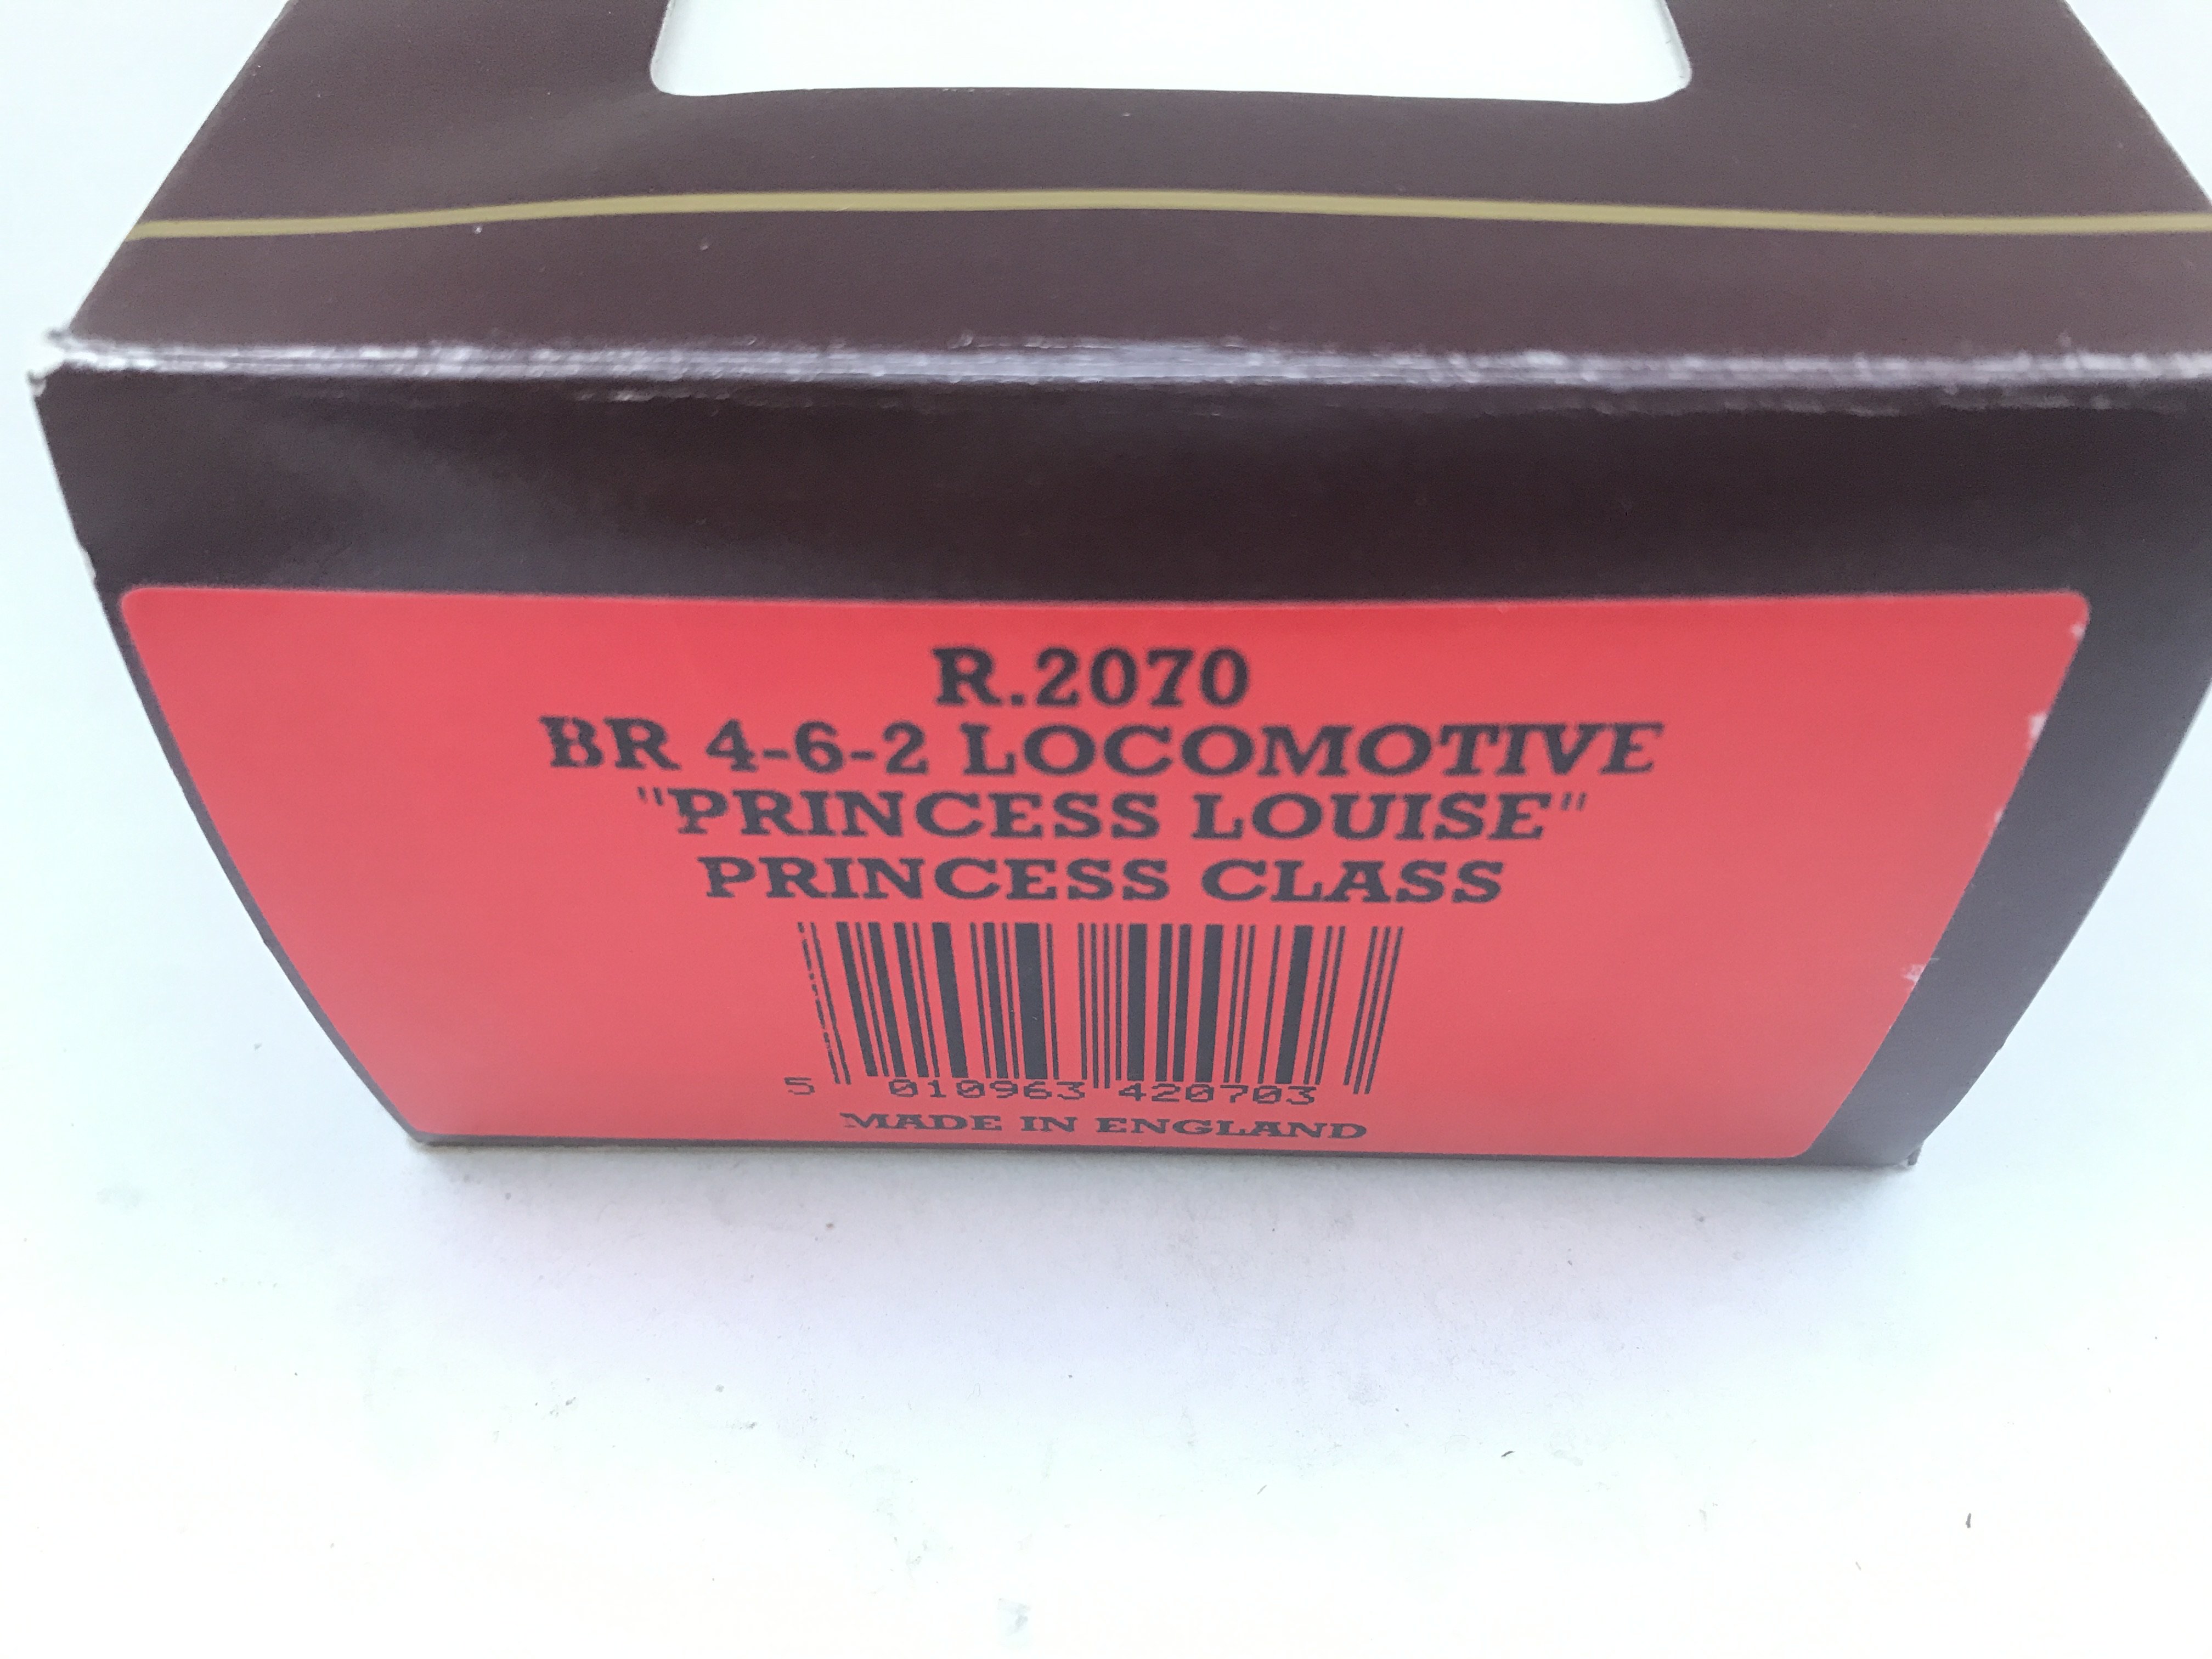 R.2070
BR 4-6-2 LOCOMOTIVE
"PRINCESS LOUISE"
PRINCESS CLASS
5 010963 420703
MADE IN ENGLAND